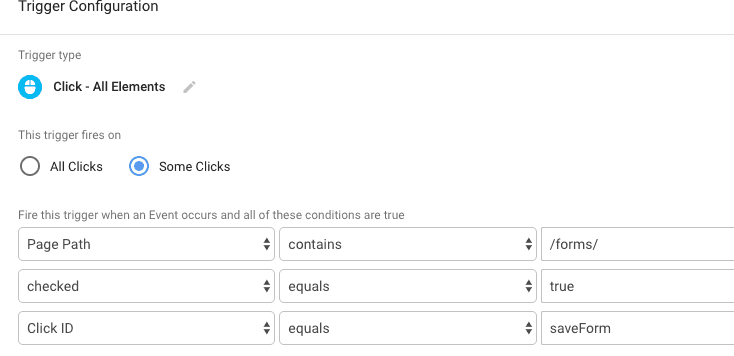 Trigger Configuration
Trigger type
Click - All Elements
This trigger fires on
All Clicks Some Clicks
Fire this trigger when an Event occurs and all of these conditions are true
Page Path contains /forms/
checked equals true
Click ID equals saveForm